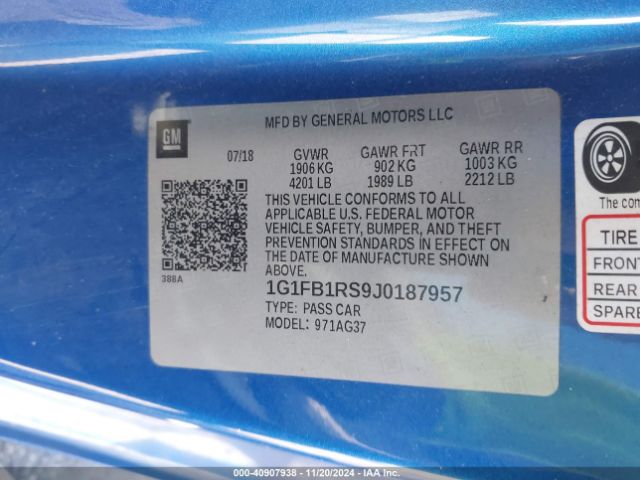 MFD BY GENERAL MOTORS LLC
GM
07/18 GVWR GAWR FRT GAWR RR
1906 KG 902 KG 1003 KG
4201 LB 1989 LB 2212 LB
THIS VEHICLE CONFORMS TO ALL
APPLICABLE U.S. FEDERAL MOTOR
VEHICLE SAFETY, BUMPER, AND THEFT
PREVENTION STANDARDS IN EFFECT ON
THE DATE OF MANUFACTURE SHOWN
ABOVE.
388A
1G1FB1RS9J0187957
TYPE: PASS CAR
MODEL: 971AG37
The com
TIRE
FRONT
REAR
SPARE
000-40907938 - 11/20/2024 - IAA Inc.